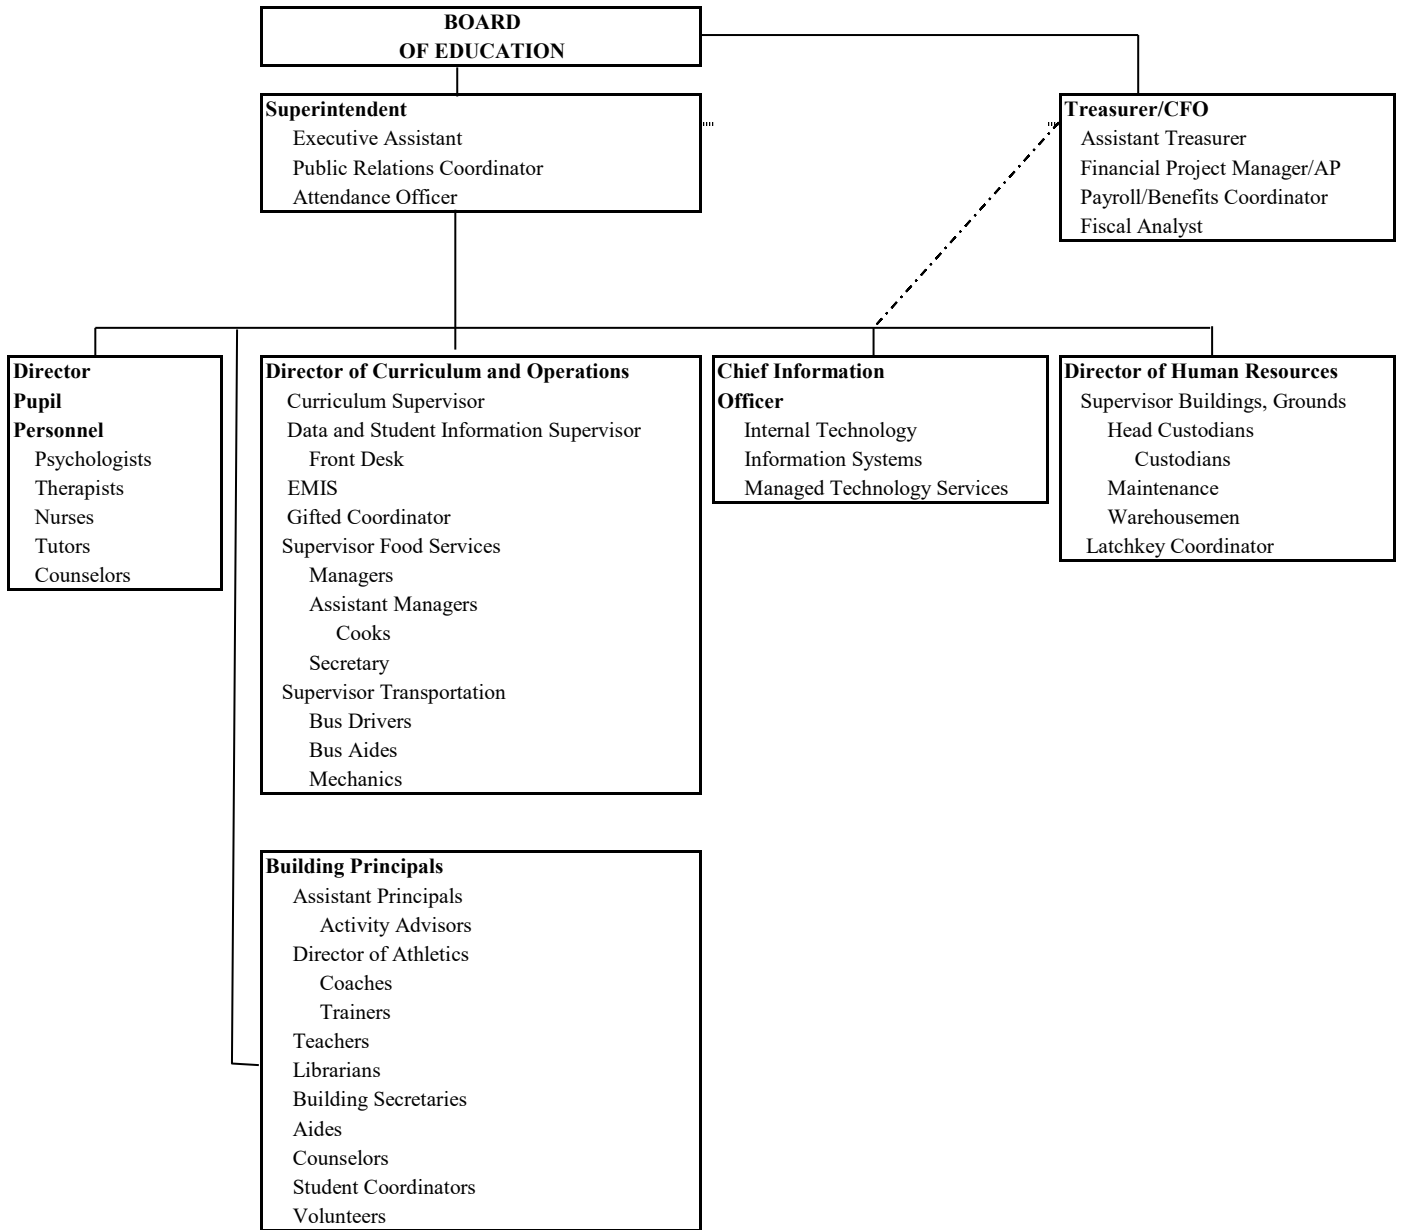 BOARD
OF EDUCATION
Superintendent
Executive Assistant
Public Relations Coordinator
Attendance Officer
Treasurer/CFO
Assistant Treasurer
Financial Project Manager/AP
Payroll/Benefits Coordinator
Fiscal Analyst
Director
Pupil
Personnel
Psychologists
Therapists
Nurses
Tutors
Counselors
Director of Curriculum and Operations
Curriculum Supervisor
Data and Student Information Supervisor
Front Desk
EMIS
Gifted Coordinator
Supervisor Food Services
Managers
Assistant Managers
Cooks
Secretary
Supervisor Transportation
Bus Drivers
Bus Aides
Mechanics
Chief Information
Officer
Internal Technology
Information Systems
Managed Technology Services
Director of Human Resources
Supervisor Buildings, Grounds
Head Custodians
Custodians
Maintenance
Warehousemen
Latchkey Coordinator
Building Principals
Assistant Principals
Activity Advisors
Director of Athletics
Coaches
Trainers
Teachers
Librarians
Building Secretaries
Aides
Counselors
Student Coordinators
Volunteers